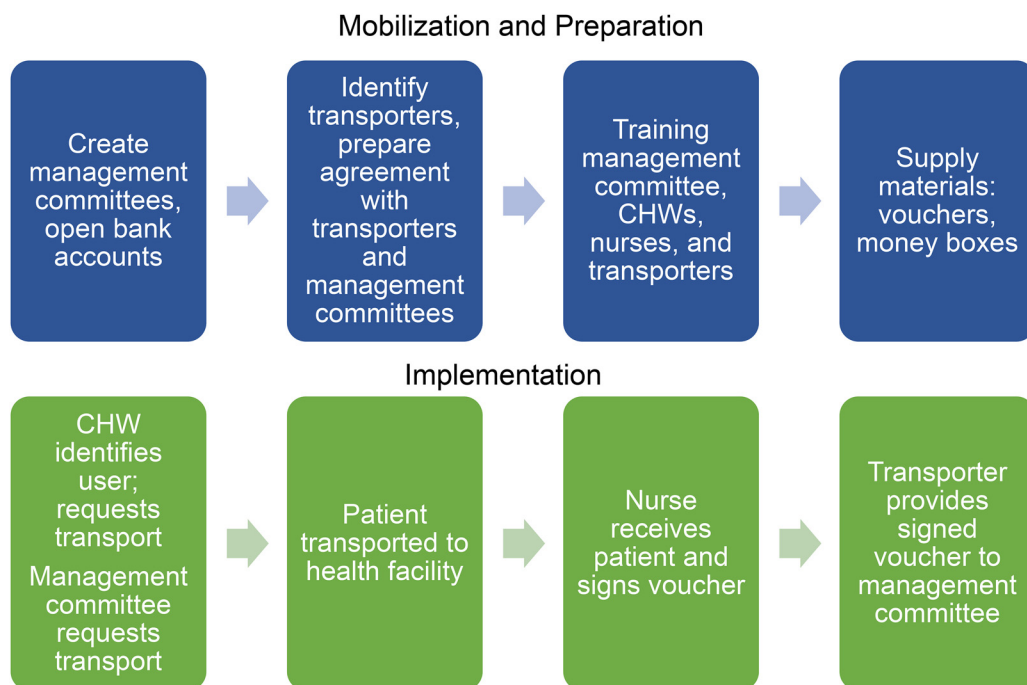 Mobilization and Preparation
Create
management
committees,
open bank
accounts
Identify
transporters,
prepare
agreement
with
transporters
and
management
committees
Training
management
committee,
CHWs,
nurses, and
transporters
Supply
materials:
vouchers,
money boxes
Implementation
CHW
identifies
user;
requests
transport
Management
committee
requests
transport
Patient
transported to
health facility
Nurse
receives
patient and
signs voucher
Transporter
provides
signed
voucher to
management
committee